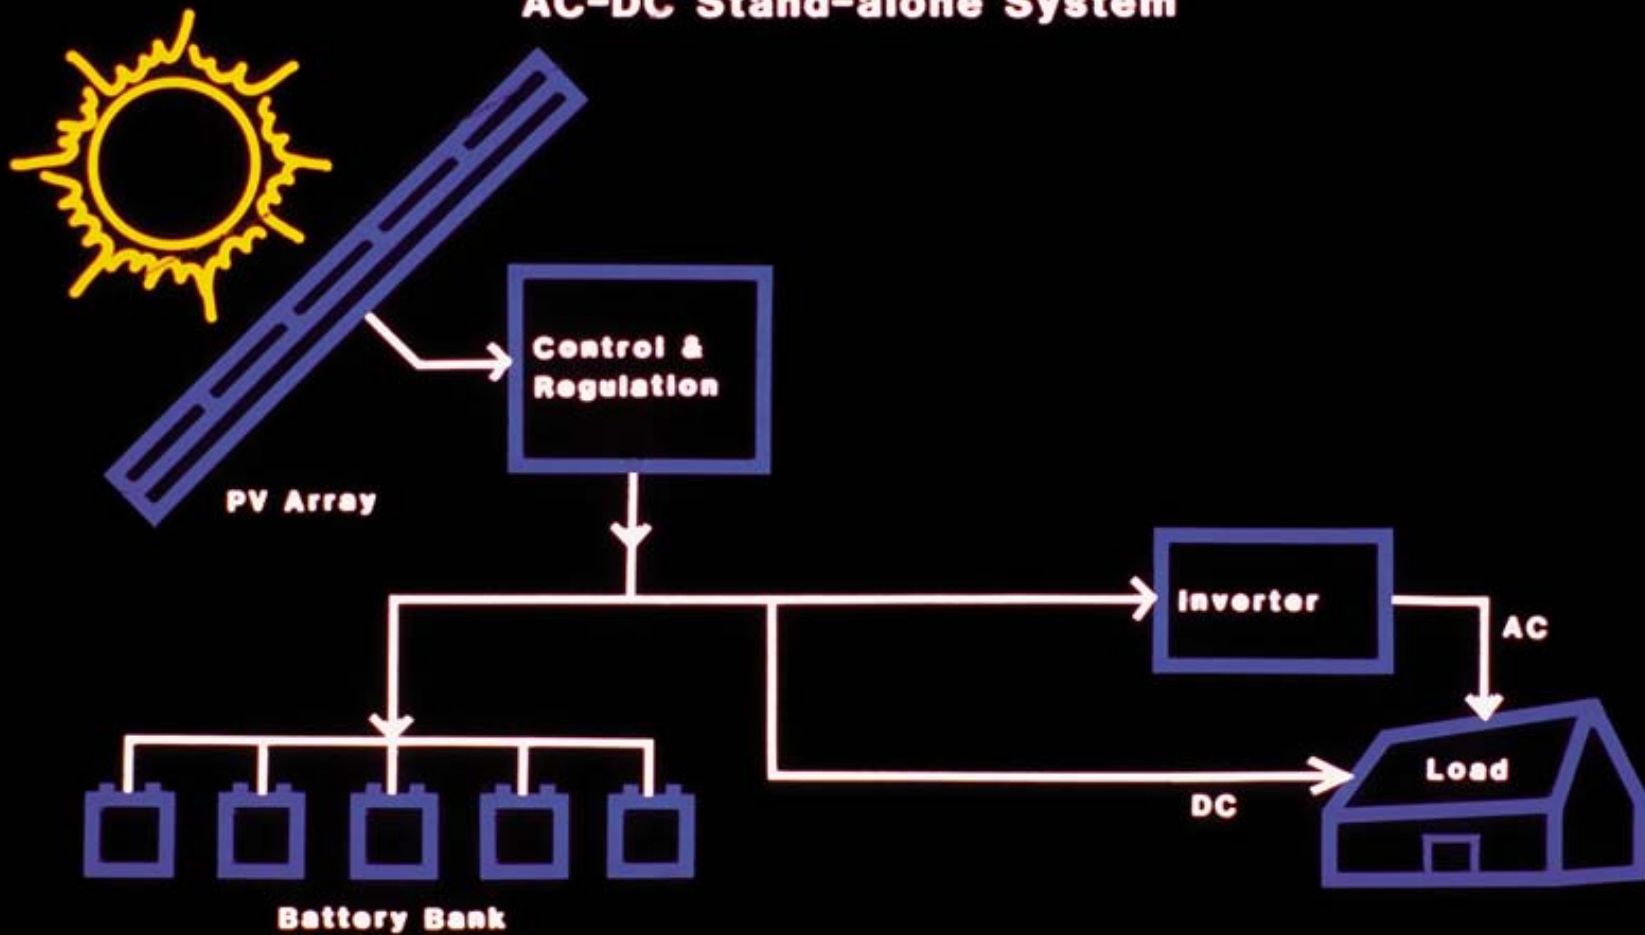 AC-DC Stand-alone System
Control &
Regulation
PV Array
Inverter
AC
Load
DC
Battery Bank